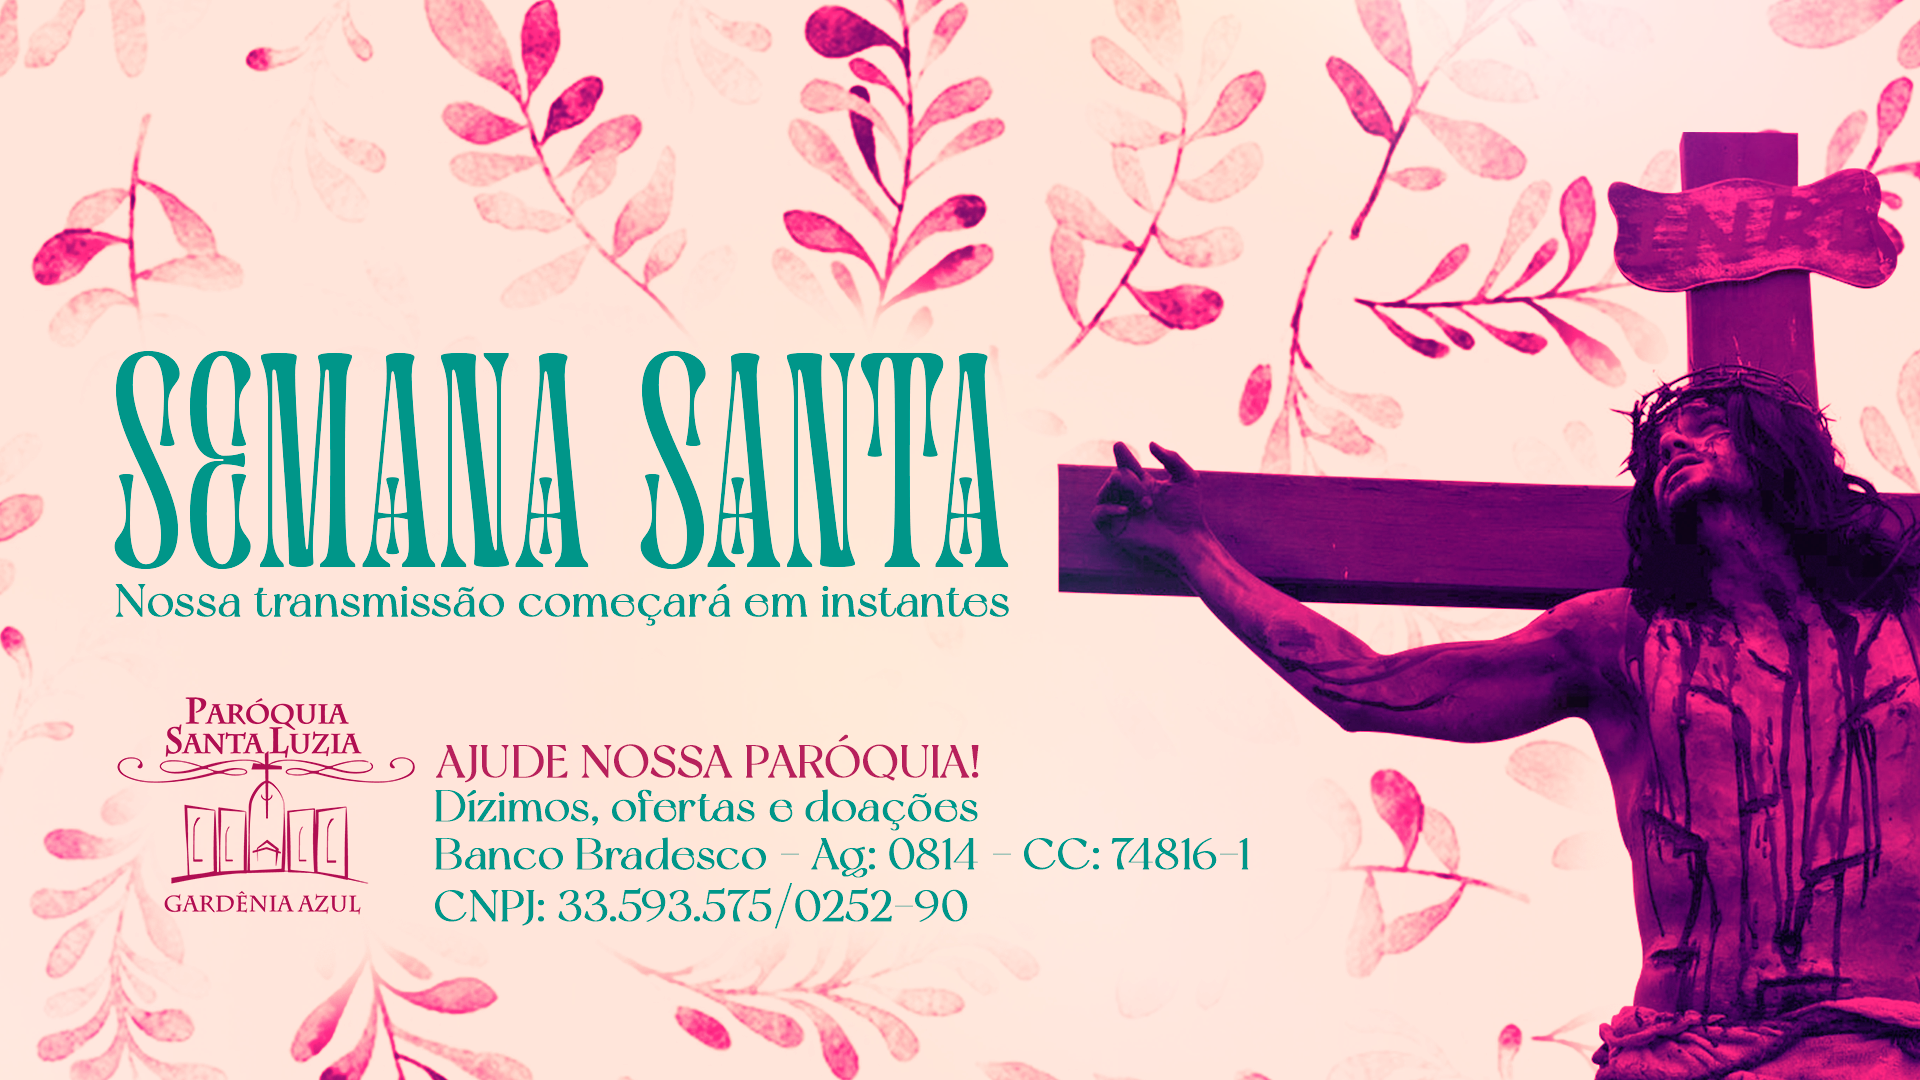 INRI
SEMANA SANTA
Nossa transmissão começará em instantes
PARÓQUIA
SANTA LUZIA
GARDÊNIA AZUL
AJUDE NOSSA PARÓQUIA!
Dízimos, ofertas e doações
Banco Bradesco - Ag: 0814 - CC: 74816-1
CNPJ: 33.593.575/0252-90